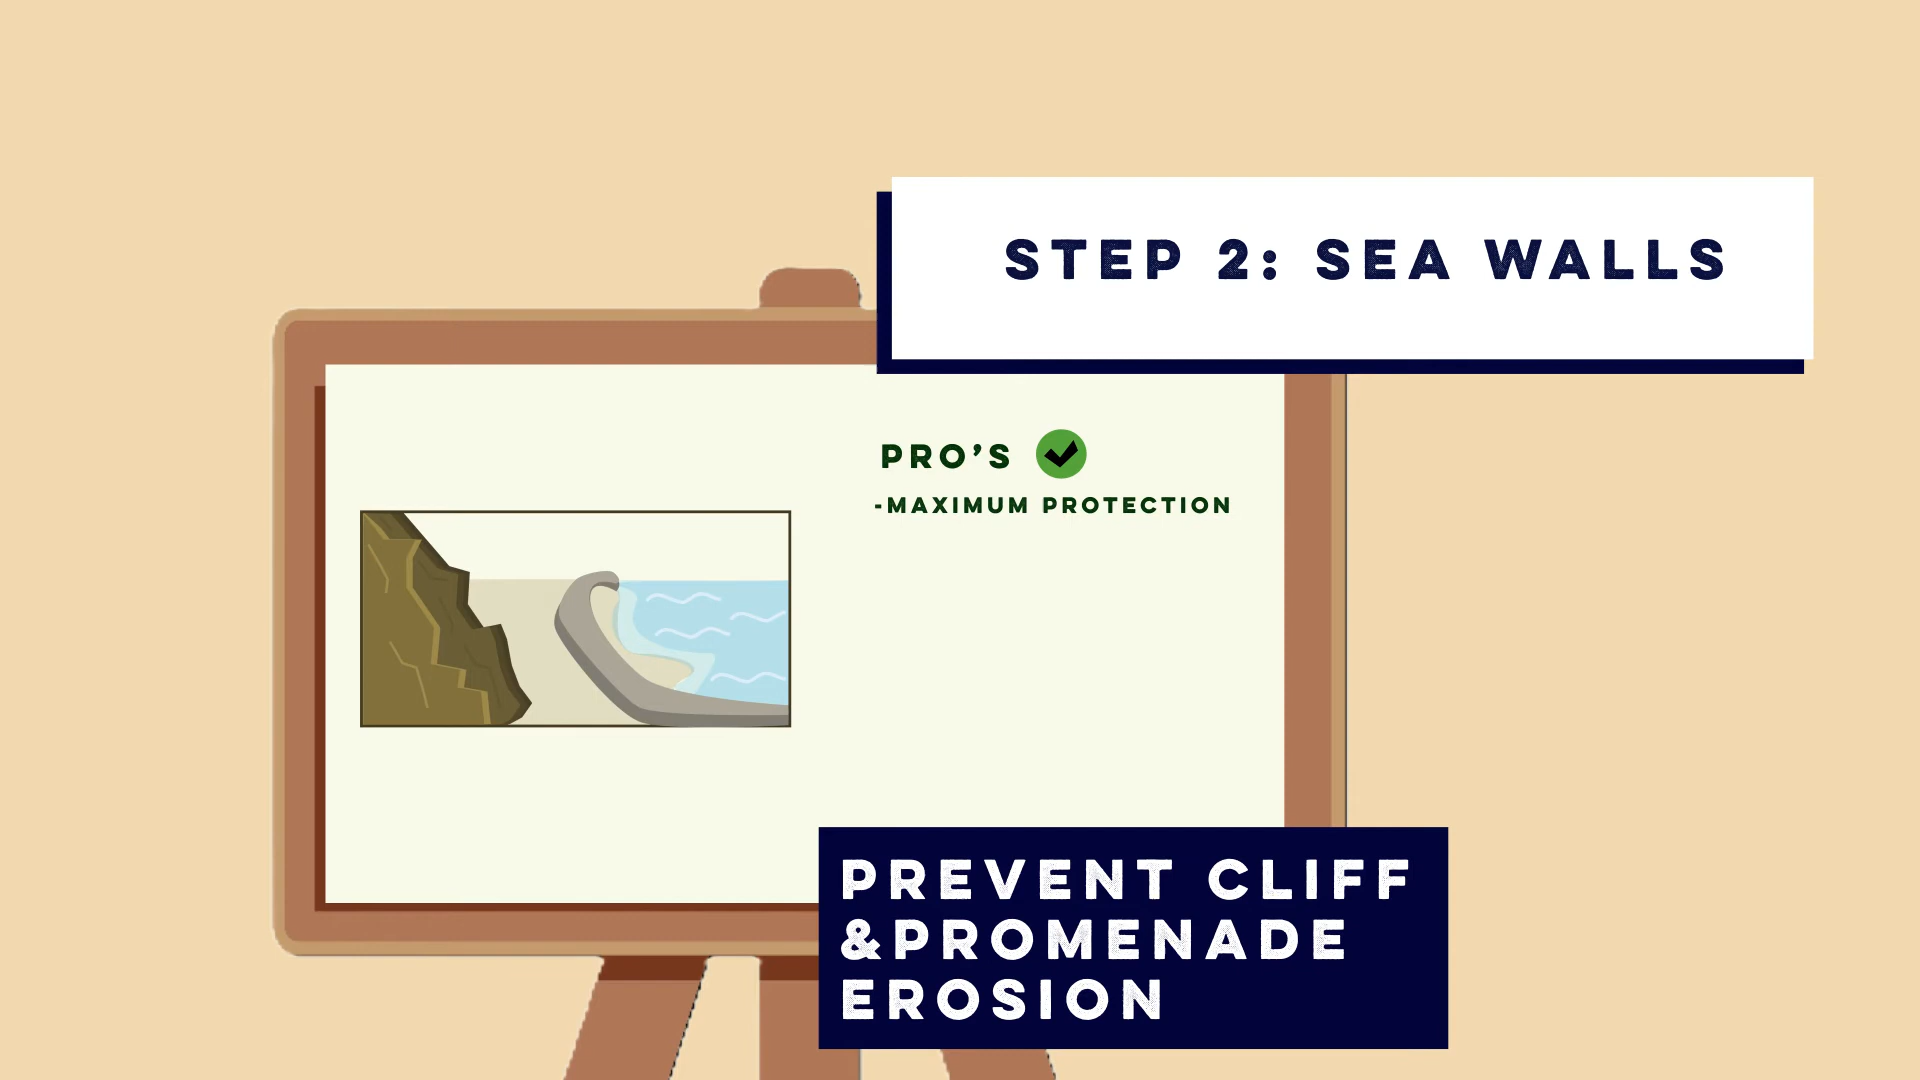 STEP 2: SEA WALLS
PRO’S
-MAXIMUM PROTECTION
PREVENT CLIFF
&PROMENADE
EROSION